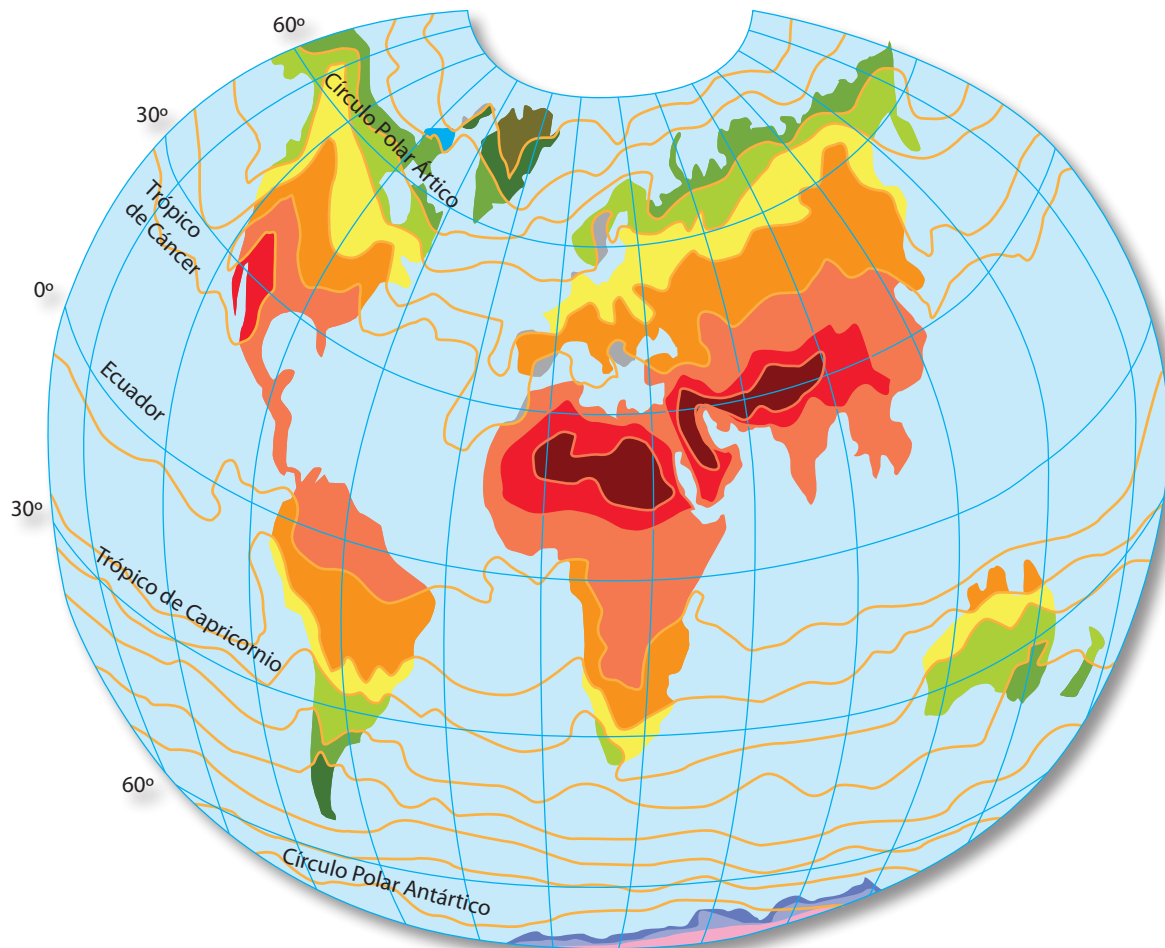 60º
Círculo Polar Ártico
30º
Trópico
de Cáncer
0º
Ecuador
30º
Trópico de Capricornio
60º
Círculo Polar Antártico